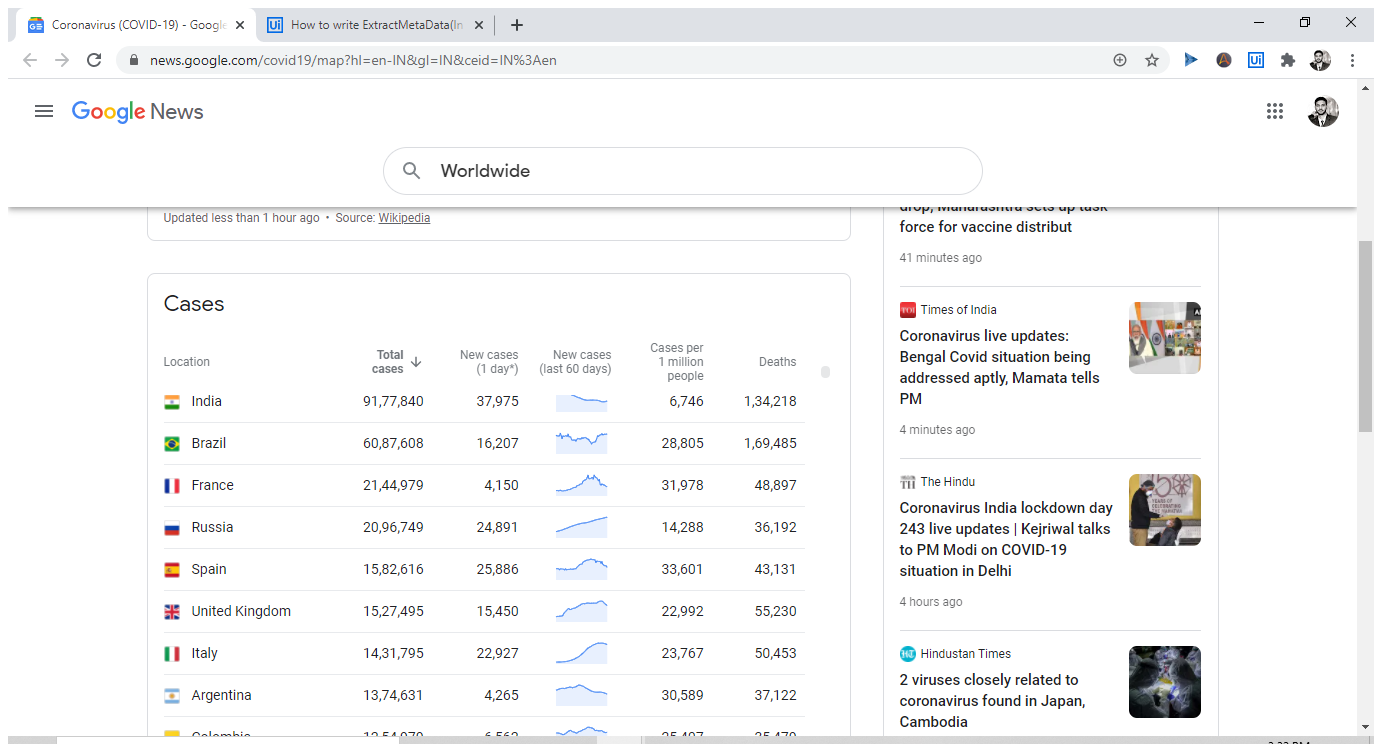 Coronavirus (COVID-19) - Google
How to write ExtractMetaData(In
news.google.com/covid19/map?hl=en-IN&gl=IN&ceid=IN%3Aen
Google News
Worldwide
Updated less than 1 hour ago • Source: Wikipedia
Cases
Location Total cases New cases (1 day*) New cases (last 60 days) Cases per 1 million people Deaths
India 91,77,840 37,975 6,746 1,34,218
Brazil 60,87,608 16,207 28,805 1,69,485
France 21,44,979 4,150 31,978 48,897
Russia 20,96,749 24,891 14,288 36,192
Spain 15,82,616 25,886 33,601 43,131
United Kingdom 15,27,495 15,450 22,992 55,230
Italy 14,31,795 22,927 23,767 50,453
Argentina 13,74,631 4,265 30,589 37,122
Colombia
drop, Maharashtra sets up task
force for vaccine distribut
41 minutes ago
Times of India
Coronavirus live updates:
Bengal Covid situation being
addressed aptly, Mamata tells
PM
4 minutes ago
The Hindu
Coronavirus India lockdown day
243 live updates | Kejriwal talks
to PM Modi on COVID-19
situation in Delhi
4 hours ago
Hindustan Times
2 viruses closely related to
coronavirus found in Japan,
Cambodia